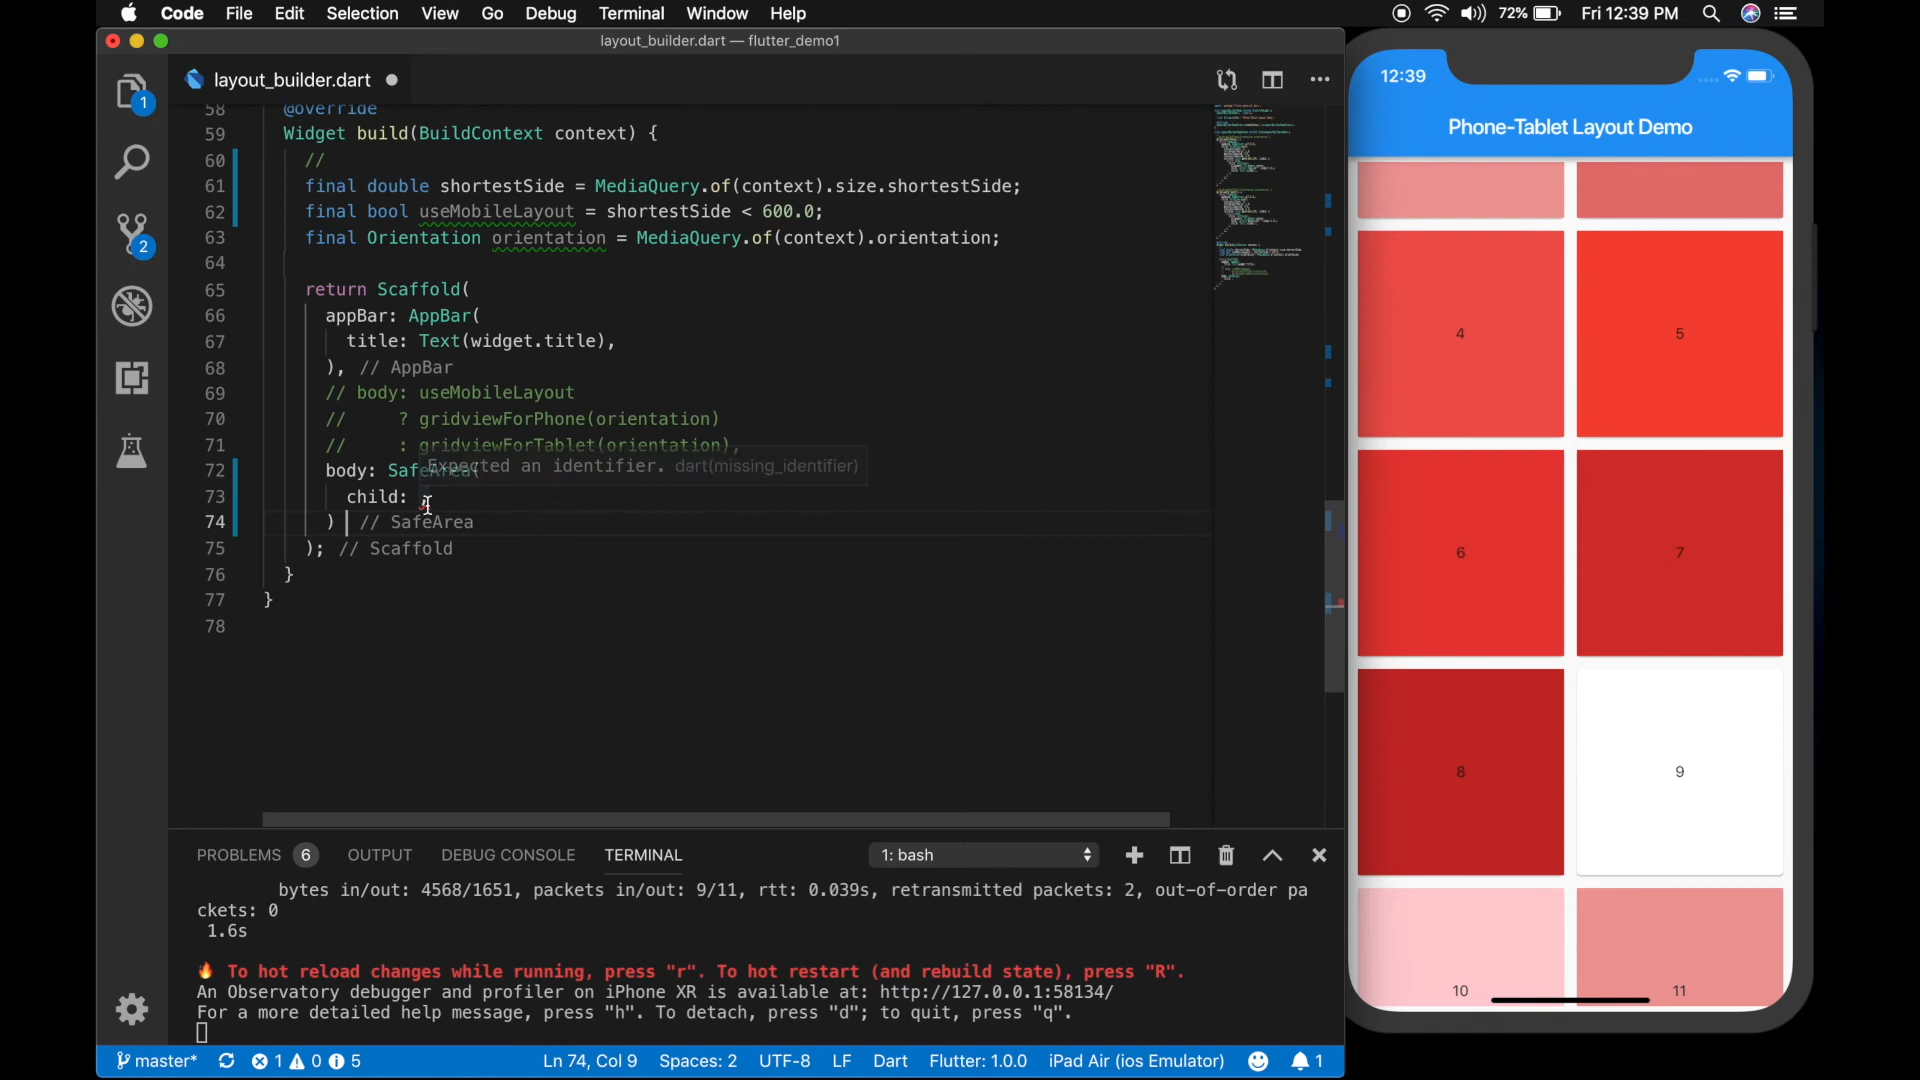 Code File Edit Selection View Go Debug Terminal Window Help 72% Fri 12:39 PM
layout_builder.dart — flutter_demo1
layout_builder.dart
58 @override
59 Widget build(BuildContext context) {
60 //
61 final double shortestSide = MediaQuery.of(context).size.shortestSide;
62 final bool useMobileLayout = shortestSide < 600.0;
63 final Orientation orientation = MediaQuery.of(context).orientation;
64
65 return Scaffold(
66 appBar: AppBar(
67 title: Text(widget.title),
68 ), // AppBar
69 // body: useMobileLayout
70 // ? gridviewForPhone(orientation)
71 // : gridviewForTablet(orientation),
Expected an identifier. dart(missing_identifier)
72 body: SafeArea(
73 child: ,
74 ) // SafeArea
75 ); // Scaffold
76 }
77 }
78
1
2
PROBLEMS 6 OUTPUT DEBUG CONSOLE TERMINAL 1: bash
bytes in/out: 4568/1651, packets in/out: 9/11, rtt: 0.039s, retransmitted packets: 2, out-of-order pa
ckets: 0
1.6s
🔥 To hot reload changes while running, press "r". To hot restart (and rebuild state), press "R".
An Observatory debugger and profiler on iPhone XR is available at: http://127.0.0.1:58134/
For a more detailed help message, press "h". To detach, press "d"; to quit, press "q".
master* 1 0 5 Ln 74, Col 9 Spaces: 2 UTF-8 LF Dart Flutter: 1.0.0 iPad Air (ios Emulator) 1
12:39
Phone-Tablet Layout Demo
4 5
6 7
8 9
10 11